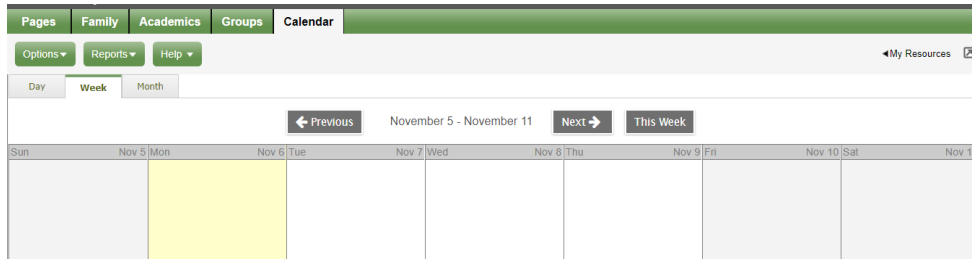 Pages Family Academics Groups Calendar
Options Reports Help My Resources
Day Week Month
Previous November 5 - November 11 Next This Week
Sun Nov 5 Mon Nov 6 Tue Nov 7 Wed Nov 8 Thu Nov 9 Fri Nov 10 Sat Nov 1